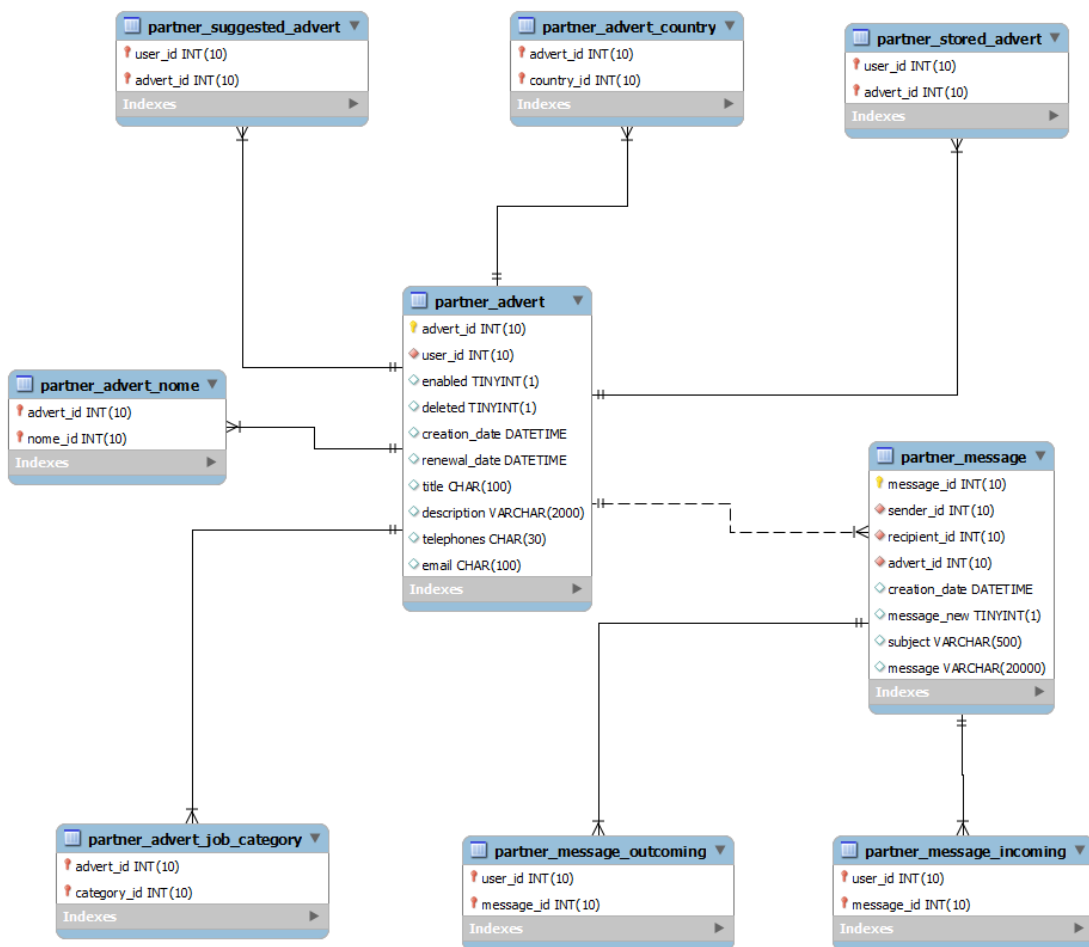 partner_suggested_advert
user_id INT(10)
advert_id INT(10)
Indexes
partner_advert_country
advert_id INT(10)
country_id INT(10)
Indexes
partner_stored_advert
user_id INT(10)
advert_id INT(10)
Indexes
partner_advert
advert_id INT(10)
user_id INT(10)
enabled TINYINT(1)
deleted TINYINT(1)
creation_date DATETIME
renewal_date DATETIME
title CHAR(100)
description VARCHAR(2000)
telephones CHAR(30)
email CHAR(100)
Indexes
partner_advert_nome
advert_id INT(10)
nome_id INT(10)
Indexes
partner_message
message_id INT(10)
sender_id INT(10)
recipient_id INT(10)
advert_id INT(10)
creation_date DATETIME
message_new TINYINT(1)
subject VARCHAR(500)
message VARCHAR(20000)
Indexes
partner_advert_job_category
advert_id INT(10)
category_id INT(10)
Indexes
partner_message_outcoming
user_id INT(10)
message_id INT(10)
Indexes
partner_message_incoming
user_id INT(10)
message_id INT(10)
Indexes